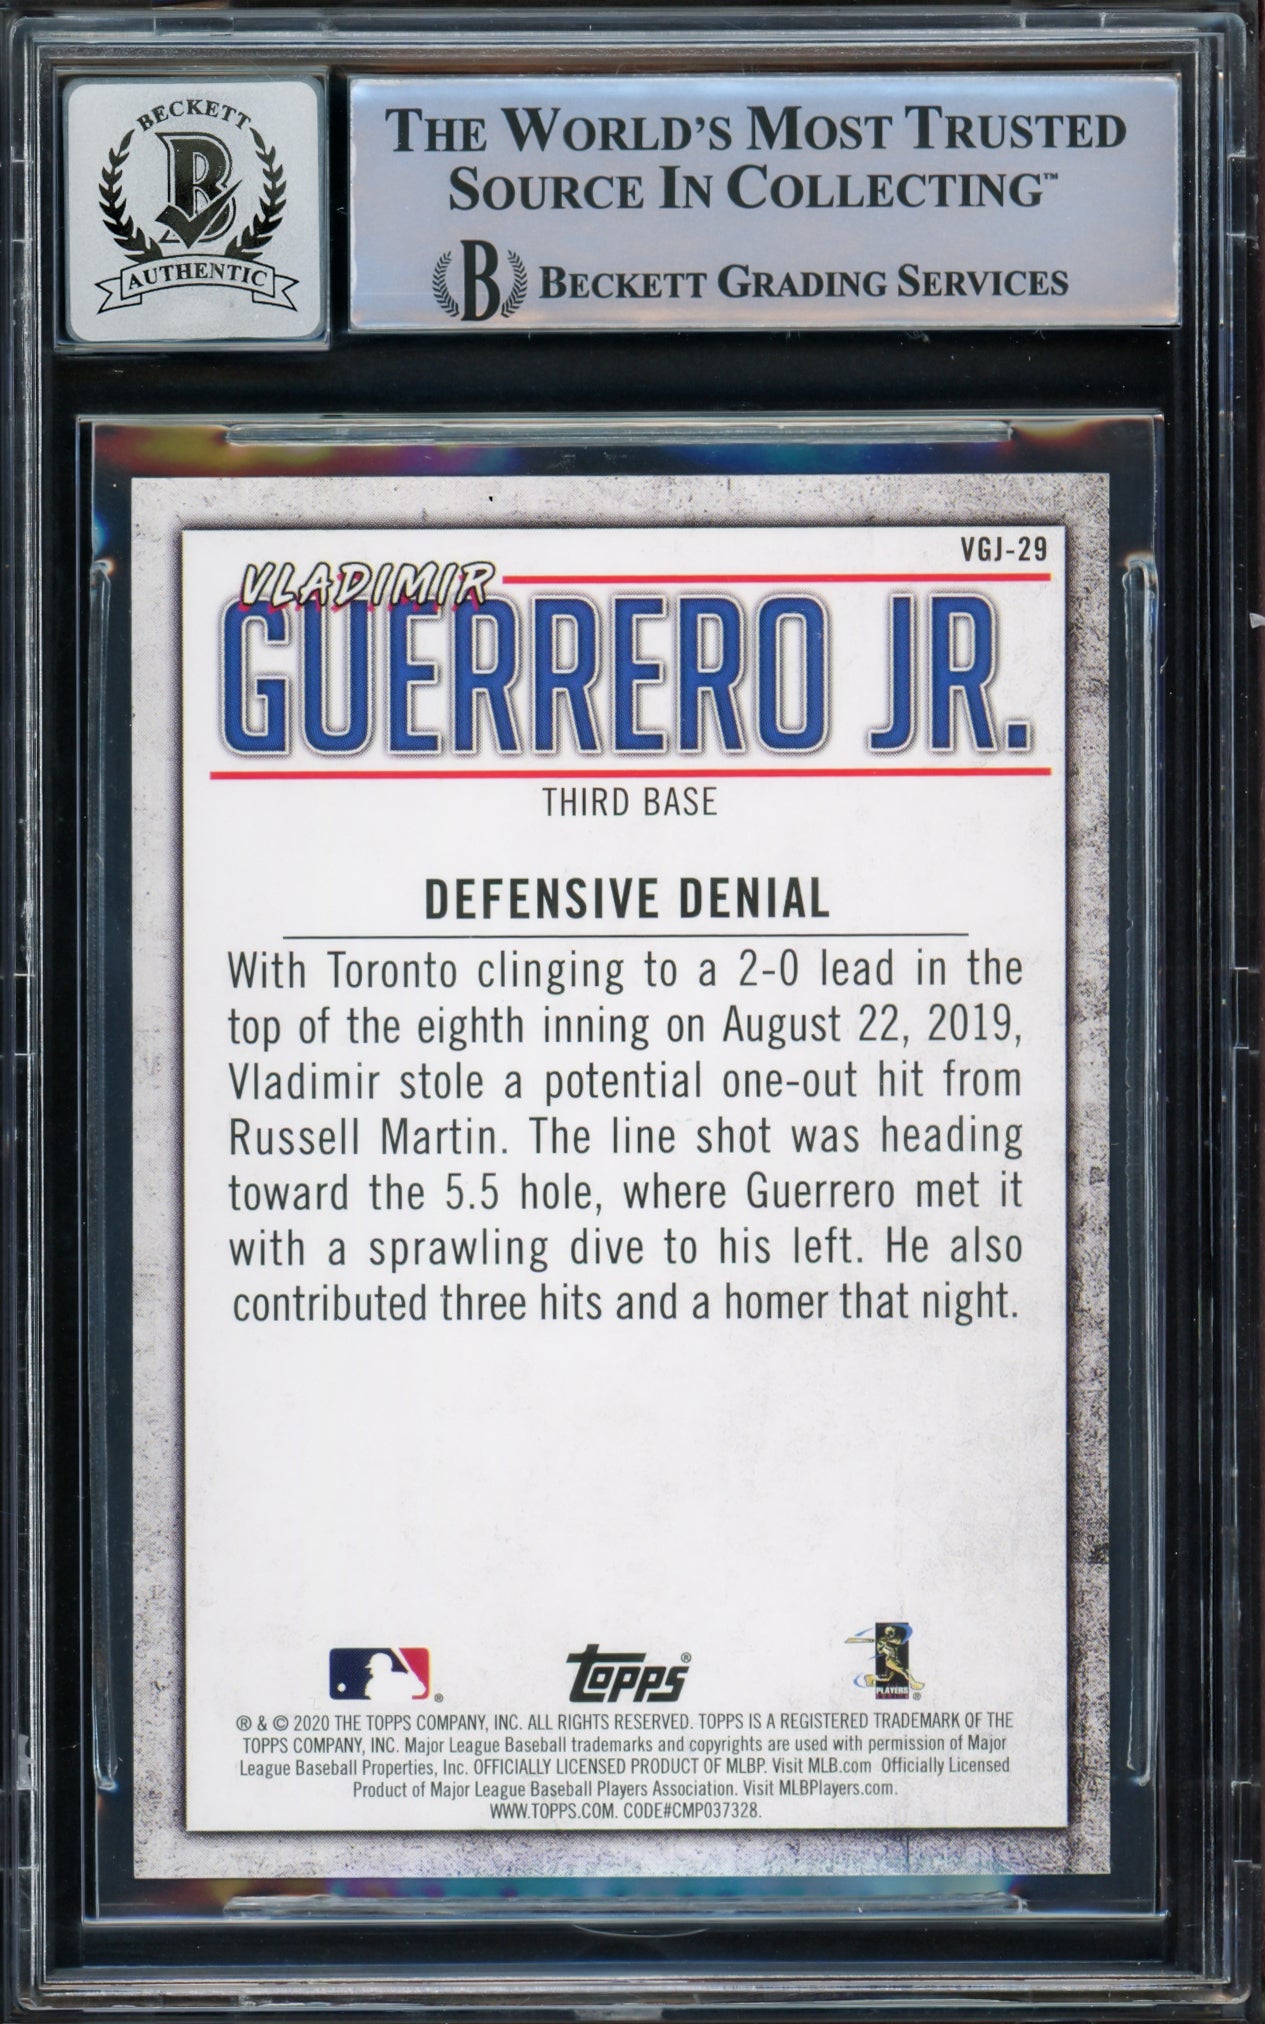 BECKETT
B
AUTHENTIC
THE WORLD'S MOST TRUSTED
SOURCE IN COLLECTING™
B BECKETT GRADING SERVICES
VGJ-29
VLADIMIR
GUERRERO JR.
THIRD BASE
DEFENSIVE DENIAL
With Toronto clinging to a 2-0 lead in the
top of the eighth inning on August 22, 2019,
Vladimir stole a potential one-out hit from
Russell Martin. The line shot was heading
toward the 5.5 hole, where Guerrero met it
with a sprawling dive to his left. He also
contributed three hits and a homer that night.
® topps® PLAYERS ®
® & © 2020 THE TOPPS COMPANY, INC. ALL RIGHTS RESERVED. TOPPS IS A REGISTERED TRADEMARK OF THE
TOPPS COMPANY, INC. Major League Baseball trademarks and copyrights are used with permission of Major
League Baseball Properties, Inc. OFFICIALLY LICENSED PRODUCT OF MLBP. Visit MLB.com Officially Licensed
Product of Major League Baseball Players Association. Visit MLBPlayers.com.
WWW.TOPPS.COM. CODE#CMP037328.